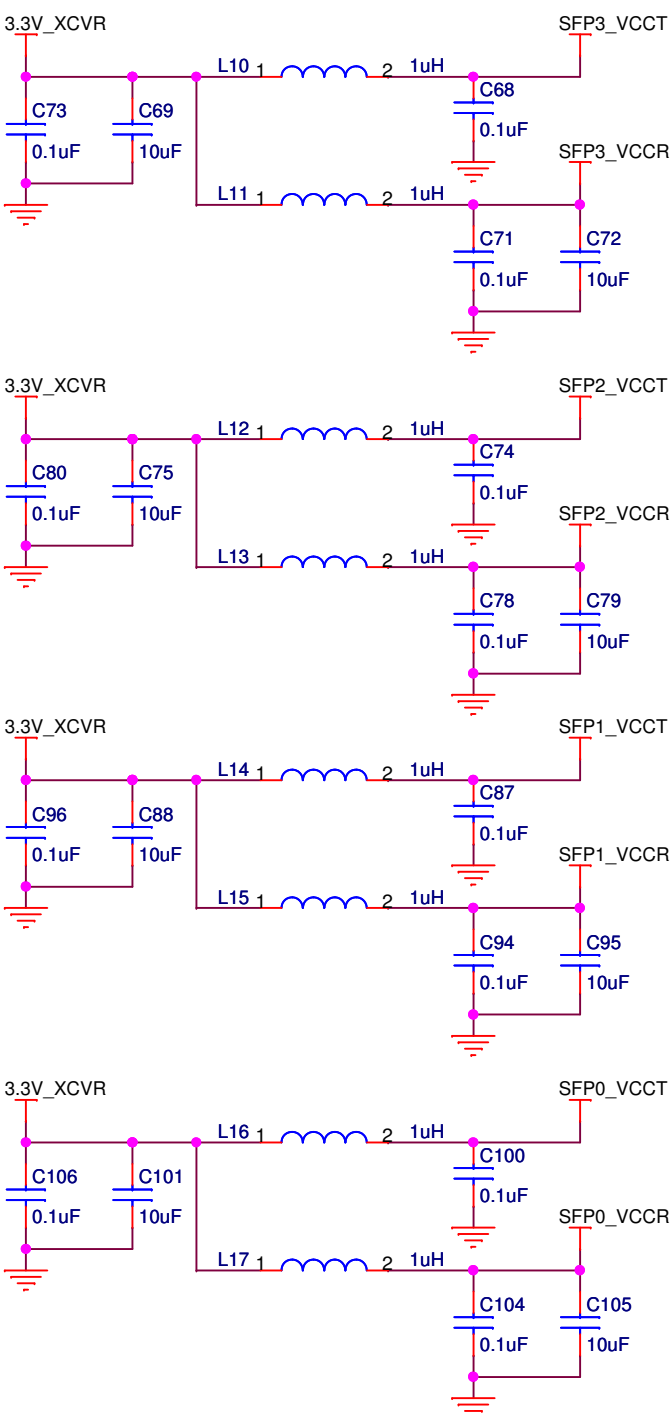 3.3V_XCVR SFP3_VCCT
L10 1 2 1uH
C73 C69 C68
0.1uF 10uF 0.1uF
SFP3_VCCR
L11 1 2 1uH
C71 C72
0.1uF 10uF
3.3V_XCVR SFP2_VCCT
L12 1 2 1uH
C80 C75 C74
0.1uF 10uF 0.1uF
SFP2_VCCR
L13 1 2 1uH
C78 C79
0.1uF 10uF
3.3V_XCVR SFP1_VCCT
L14 1 2 1uH
C96 C88 C87
0.1uF 10uF 0.1uF
SFP1_VCCR
L15 1 2 1uH
C94 C95
0.1uF 10uF
3.3V_XCVR SFP0_VCCT
L16 1 2 1uH
C106 C101 C100
0.1uF 10uF 0.1uF
SFP0_VCCR
L17 1 2 1uH
C104 C105
0.1uF 10uF